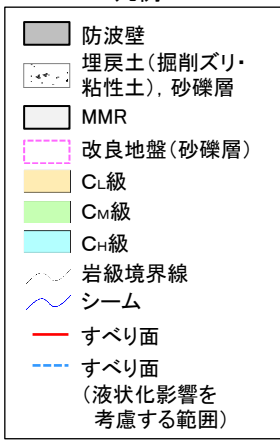 防波壁
埋戻土(掘削ズリ・
粘性土), 砂礫層
MMR
改良地盤(砂礫層)
CL級
CM級
CH級
岩級境界線
シーム
すべり面
すべり面
(液状化影響を
考慮する範囲)